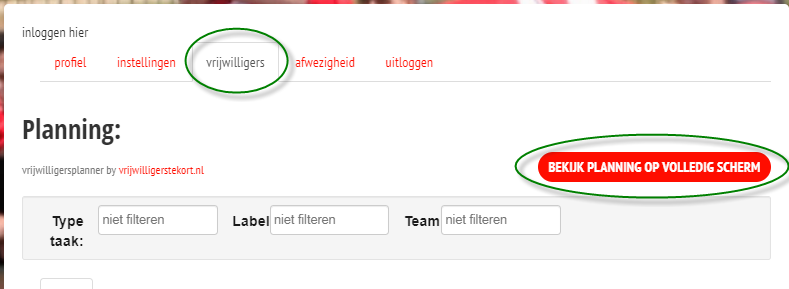 inloggen hier
profiel instellingen vrijwilligers afwezigheid uitloggen
Planning:
vrijwilligersplanner by vrijwilligerstekort.nl
BEKIJK PLANNING OP VOLLEDIG SCHERM
Type taak: niet filteren Label niet filteren Team niet filteren